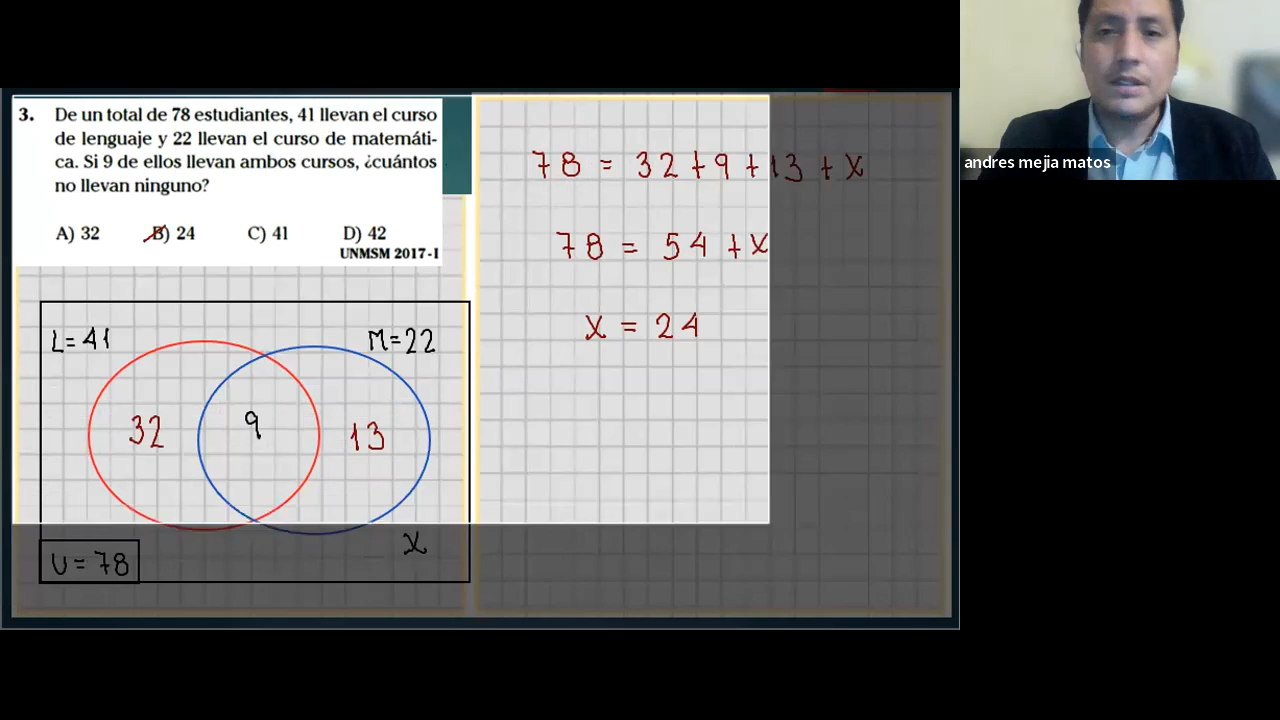 3. De un total de 78 estudiantes, 41 llevan el curso
de lenguaje y 22 llevan el curso de matemáti-
ca. Si 9 de ellos llevan ambos cursos, ¿cuántos
no llevan ninguno?
A) 32 B) 24 C) 41 D) 42
UNMSM 2017-I
L=41
M=22
32
9
13
x
U=78
78 = 32+9+13+x
78 = 54+x
x = 24
andres mejia matos